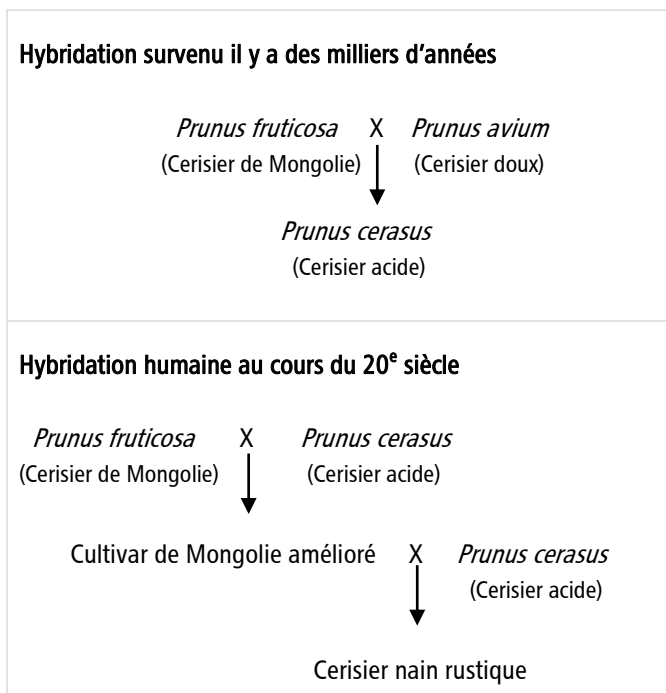 Hybridation survenu il y a des milliers d'années
Prunus fruticosa X Prunus avium
(Cerisier de Mongolie) (Cerisier doux)
Prunus cerasus
(Cerisier acide)
Hybridation humaine au cours du 20e siècle
Prunus fruticosa X Prunus cerasus
(Cerisier de Mongolie) (Cerisier acide)
Cultivar de Mongolie amélioré X Prunus cerasus
(Cerisier acide)
Cerisier nain rustique